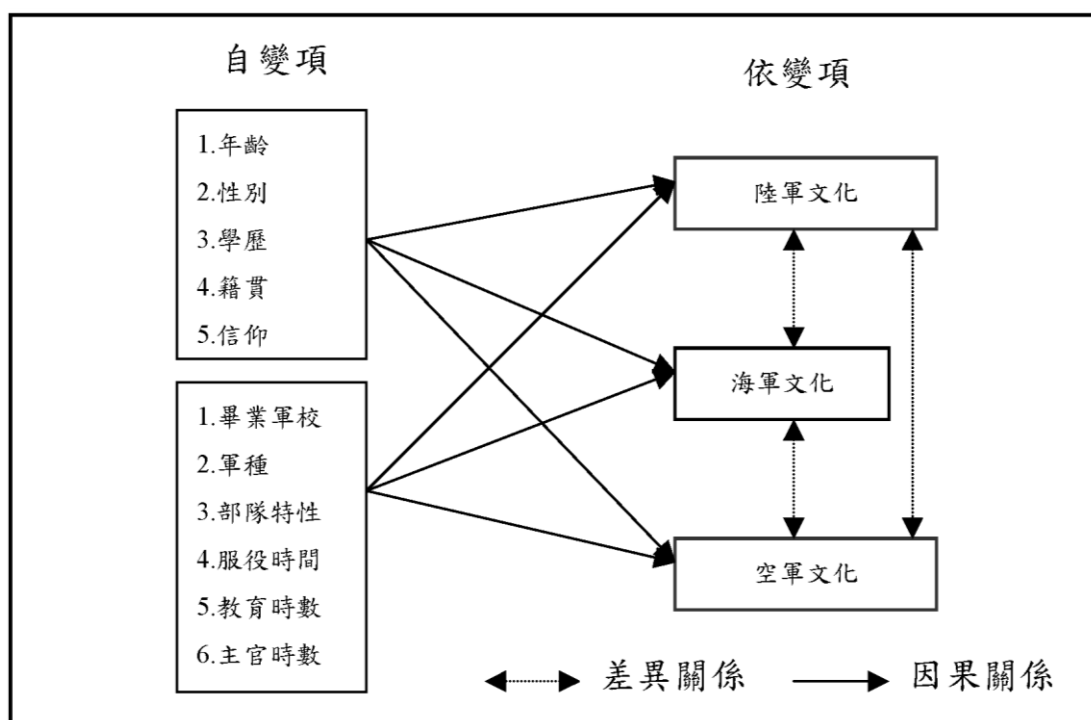 自變項
1.年齡
2.性別
3.學歷
4.籍貫
5.信仰
1.畢業軍校
2.軍種
3.部隊特性
4.服役時間
5.教育時數
6.主官時數
依變項
陸軍文化
海軍文化
空軍文化
差異關係
因果關係